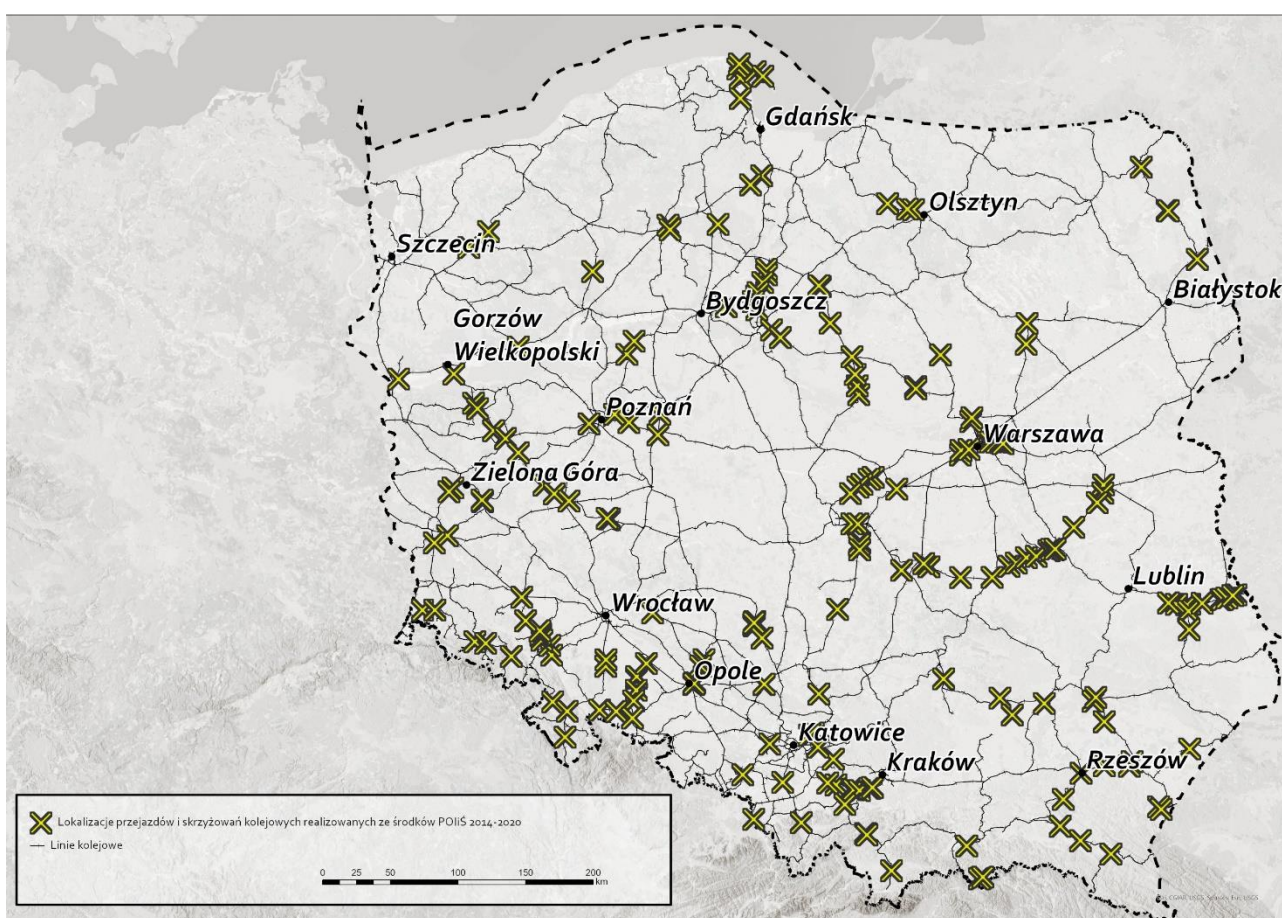 Gdańsk
Olsztyn
Szczecin
Białystok
Bydgoszcz
Gorzów
Wielkopolski
Poznań
Warszawa
Zielona Góra
Lublin
Wrocław
Opole
Katowice
Kraków
Rzeszów
Lokalizacje przejazdów i skrzyżowań kolejowych realizowanych ze środków POIiŚ 2014-2020
Linie kolejowe
0 25 50 100 150 200
km